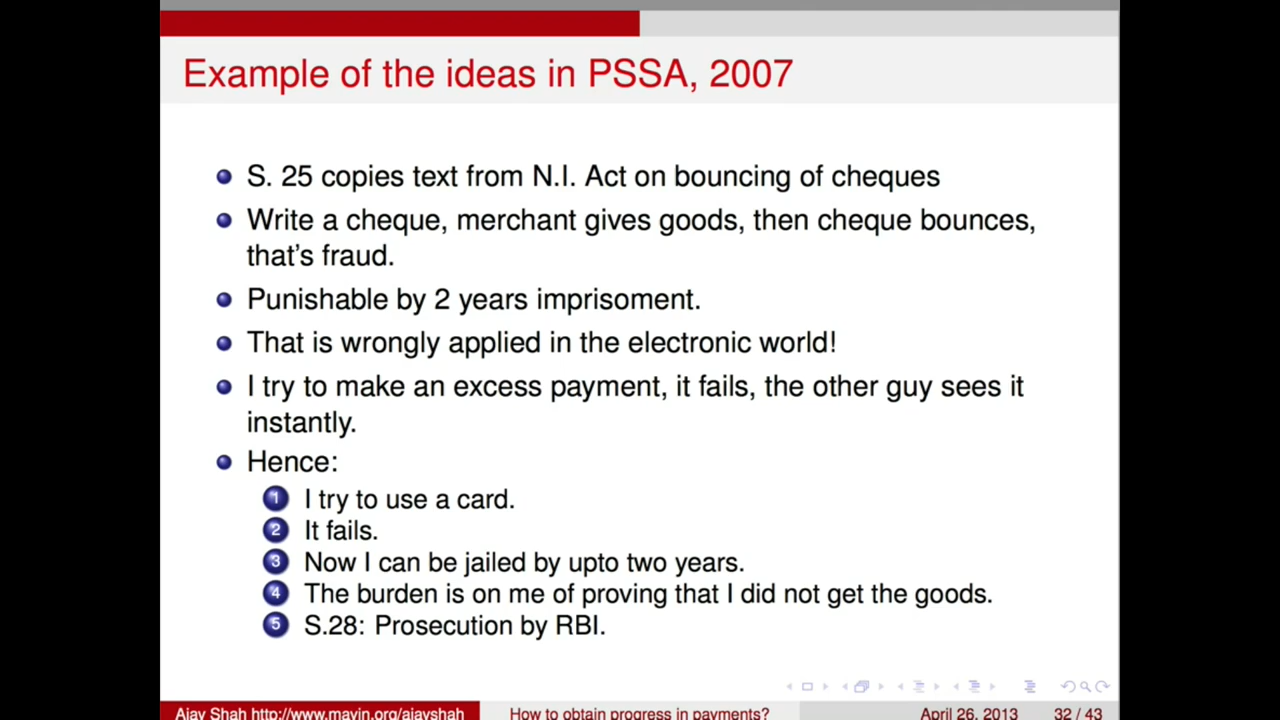 Example of the ideas in PSSA, 2007
S. 25 copies text from N.I. Act on bouncing of cheques
Write a cheque, merchant gives goods, then cheque bounces,
that's fraud.
Punishable by 2 years imprisoment.
That is wrongly applied in the electronic world!
I try to make an excess payment, it fails, the other guy sees it
instantly.
Hence:
1 I try to use a card.
2 It fails.
3 Now I can be jailed by upto two years.
4 The burden is on me of proving that I did not get the goods.
5 S.28: Prosecution by RBI.
Ajay Shah http://www.mayin.org/ajayshah How to obtain progress in payments? April 26, 2013 32 / 43